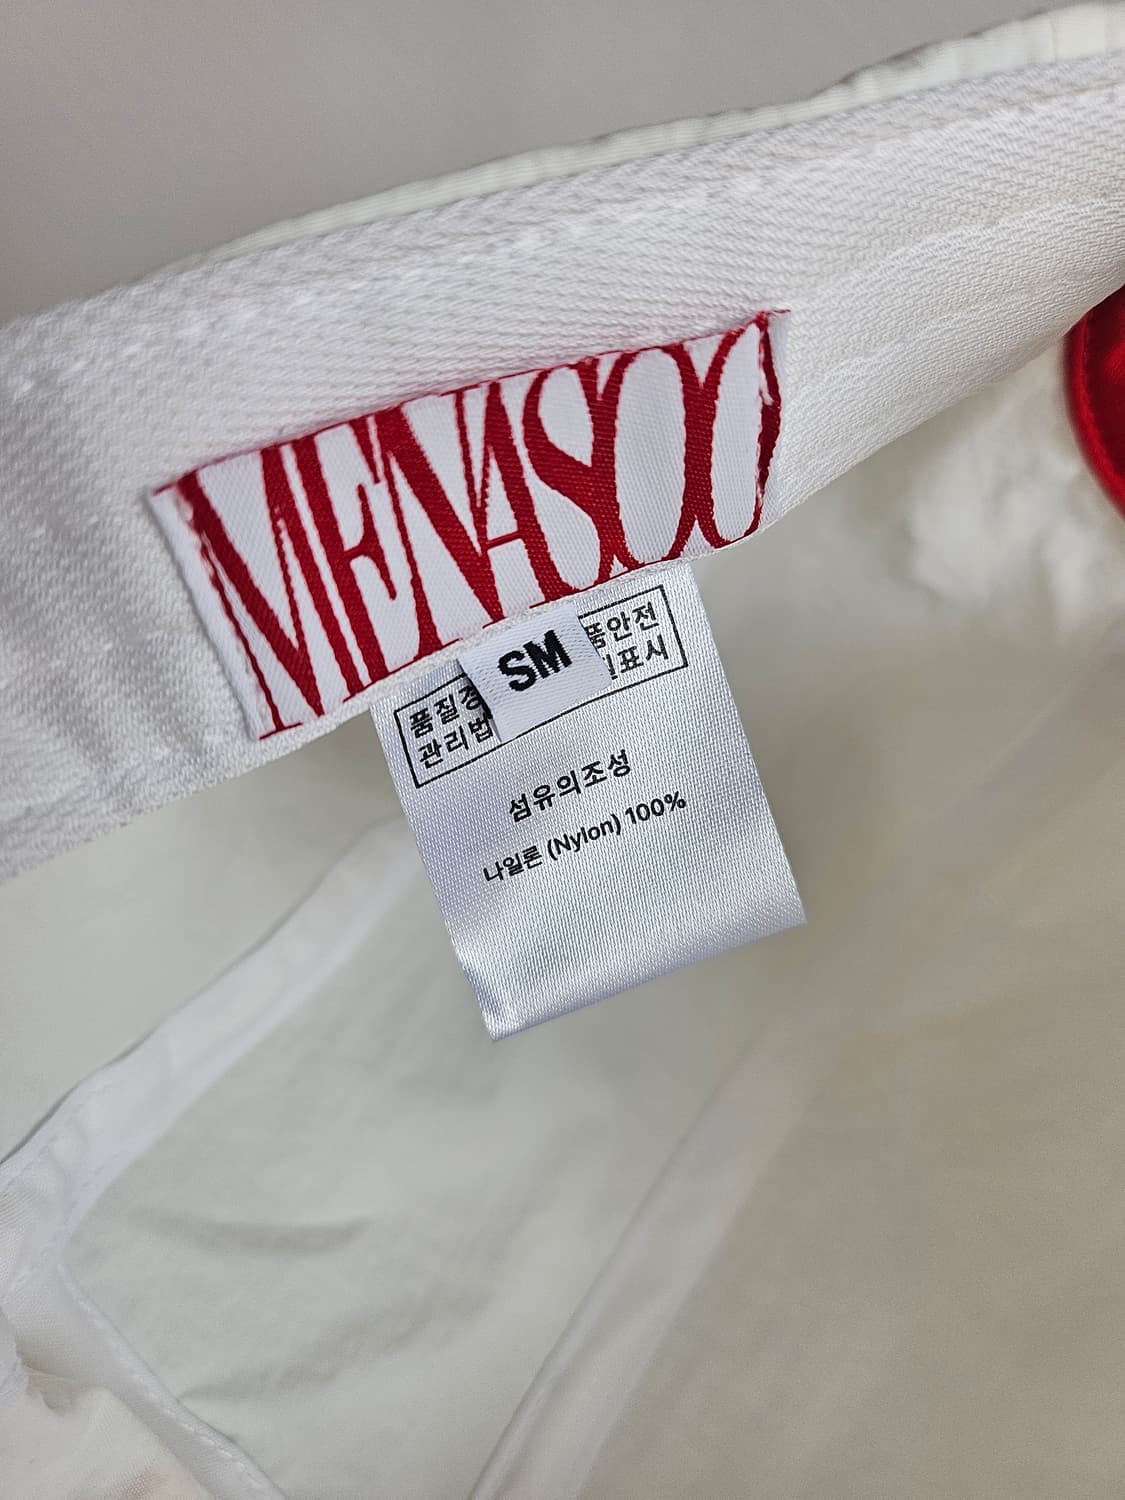 MENASOO
SM
품질경
품안전
관리법
표시
섬유의조성
나일론 (Nylon) 100%